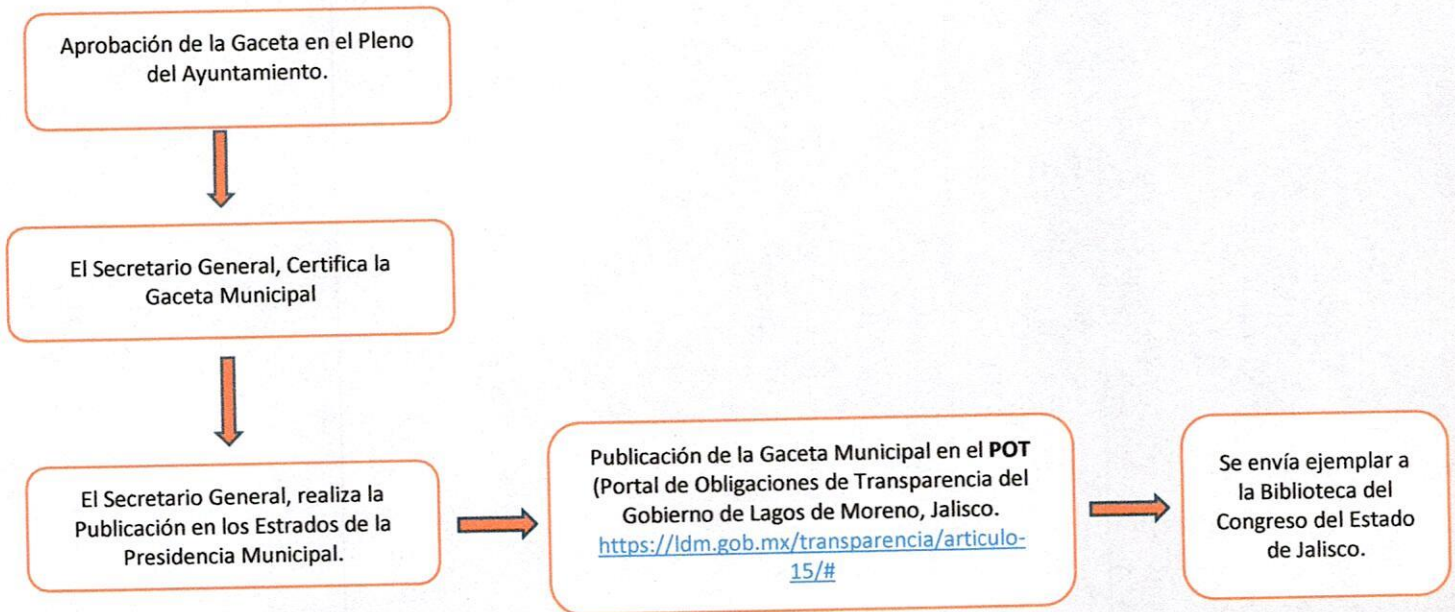 Aprobación de la Gaceta en el Pleno
del Ayuntamiento.
El Secretario General, Certifica la
Gaceta Municipal
El Secretario General, realiza la
Publicación en los Estrados de la
Presidencia Municipal.
Publicación de la Gaceta Municipal en el POT
(Portal de Obligaciones de Transparencia del
Gobierno de Lagos de Moreno, Jalisco.
https://ldm.gob.mx/transparencia/articulo-
15/#
Se envía ejemplar a
la Biblioteca del
Congreso del Estado
de Jalisco.